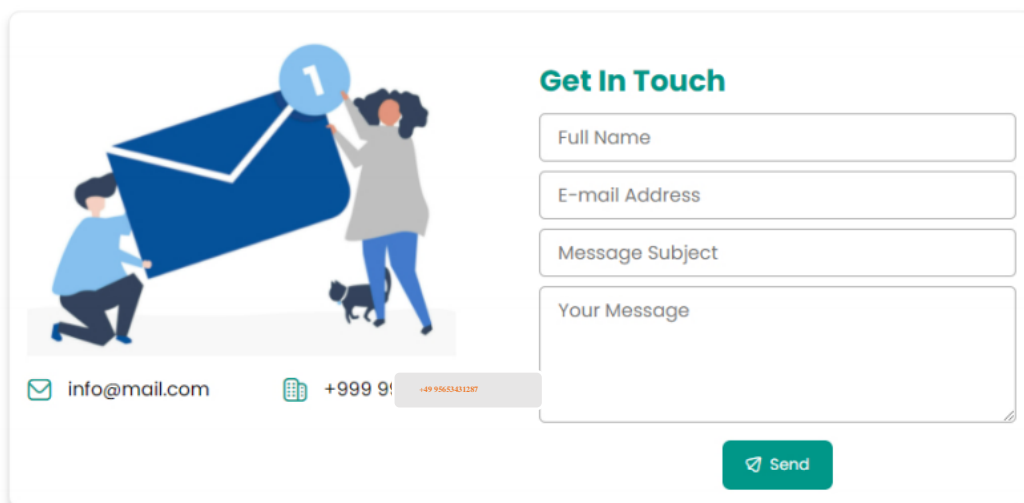 1
Get In Touch
Full Name
E-mail Address
Message Subject
Your Message
info@mail.com
+999 9
+49 95653431287
Send